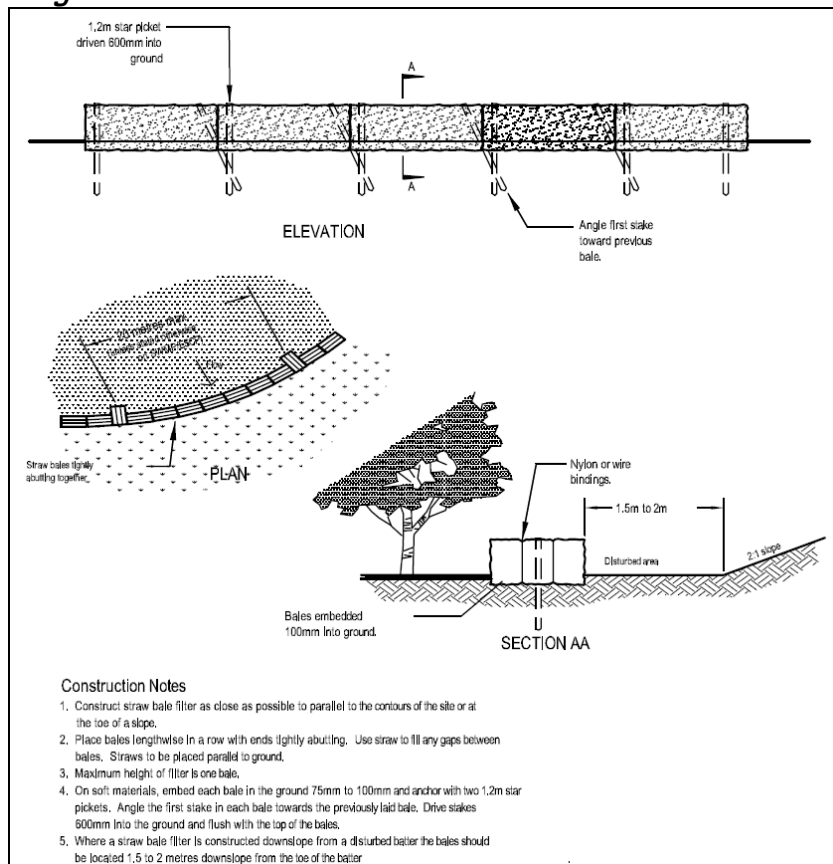 1.2m star picket
driven 600mm into
ground
A
A
ELEVATION
Angle first stake
toward previous
bale.
20 metres max.
Straw bales tightly
abutting together
PLAN
Nylon or wire
bindings.
1.5m to 2m
Disturbed area
2:1 slope
Bales embedded
100mm into ground.
SECTION AA
Construction Notes
1. Construct straw bale filter as close as possible to parallel to the contours of the site or at
the toe of a slope.
2. Place bales lengthwise in a row with ends tightly abutting. Use straw to fill any gaps between
bales. Straws to be placed parallel to ground.
3. Maximum height of filter is one bale.
4. On soft materials, embed each bale in the ground 75mm to 100mm and anchor with two 1.2m star
pickets. Angle the first stake in each bale towards the previously laid bale. Drive stakes
600mm into the ground and flush with the top of the bales.
5. Where a straw bale filter is constructed downslope from a disturbed batter the bales should
be located 1.5 to 2 metres downslope from the toe of the batter